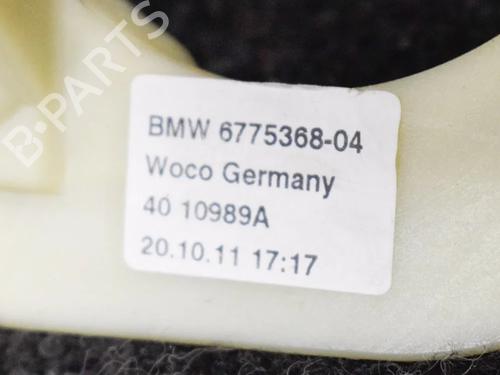 B-PARTS
BMW 6775368-04
Woco Germany
40 10989A
20.10.11 17:17